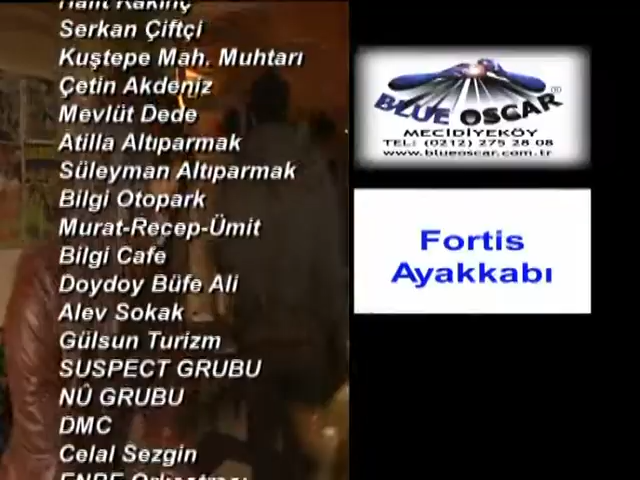 Serkan Çiftçi
Kuştepe Mah. Muhtarı
Çetin Akdeniz
Mevlüt Dede
Atilla Altıparmak
Süleyman Altıparmak
Bilgi Otopark
Murat-Recep-Ümit
Bilgi Cafe
Doydoy Büfe Ali
Alev Sokak
Gülsun Turizm
SUSPECT GRUBU
NÛ GRUBU
DMC
Celal Sezgin
BLUE OSCAR®
MECİDİYEKÖY
TEL: (0212) 275 28 08
www.blueoscar.com.tr
Fortis
Ayakkabı